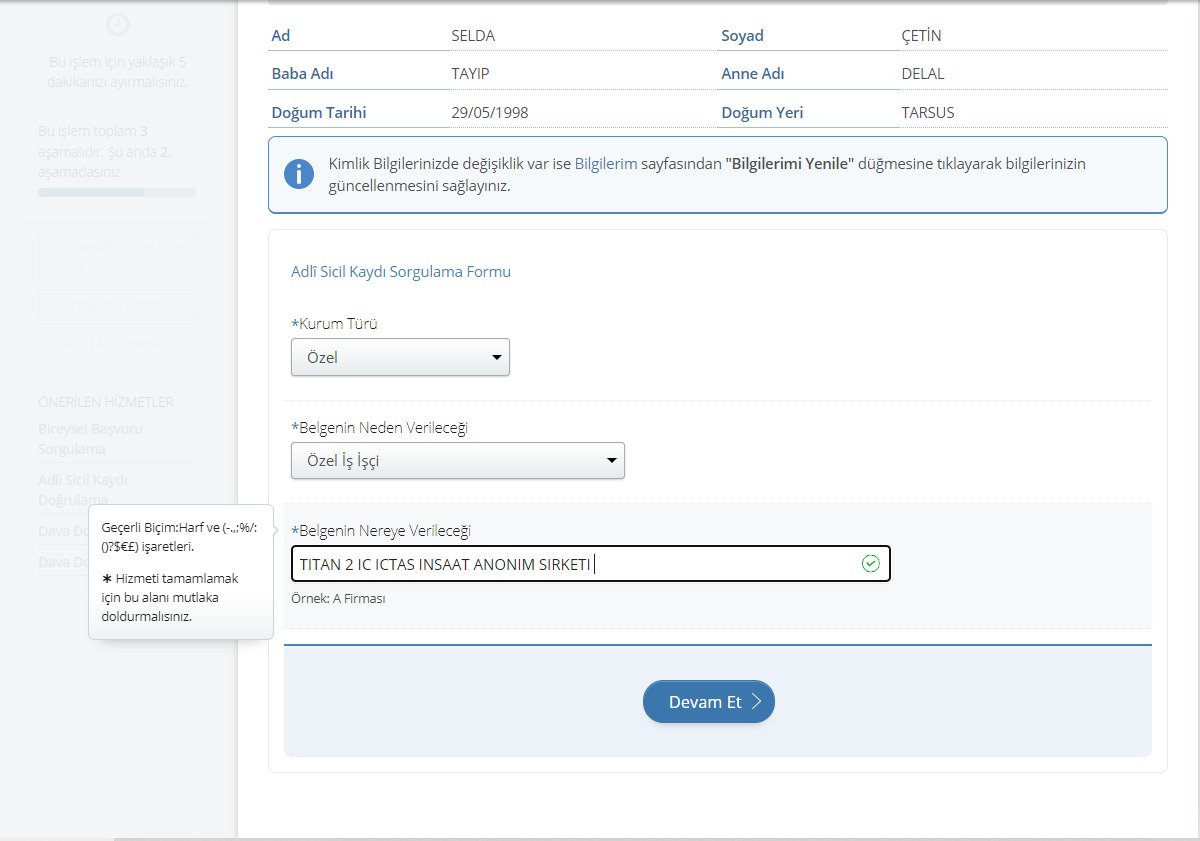 Bu işlem için yaklaşık 5
dakikanızı ayırmalısınız.
Bu işlem toplam 3
aşamalıdır. Şu anda 2.
aşamadasınız.
ÖNERİLEN HİZMETLER
Bireysel Başvuru
Sorgulama
Adli Sicil Kaydı
Doğrulama
Dava Do
Dava Do
Ad SELDA Soyad ÇETİN
Baba Adı TAYIP Anne Adı DELAL
Doğum Tarihi 29/05/1998 Doğum Yeri TARSUS
Kimlik Bilgilerinizde değişiklik var ise Bilgilerim sayfasından "Bilgilerimi Yenile" düğmesine tıklayarak bilgilerinizin
güncellenmesini sağlayınız.
Adlî Sicil Kaydı Sorgulama Formu
*Kurum Türü
Özel
*Belgenin Neden Verileceği
Özel İş İşçi
Geçerli Biçim:Harf ve (-.,;%/:
()?$€£) işaretleri.
* Hizmeti tamamlamak
için bu alanı mutlaka
doldurmalısınız.
*Belgenin Nereye Verileceği
TITAN 2 IC ICTAS INSAAT ANONIM SIRKETI
Örnek: A Firması
Devam Et